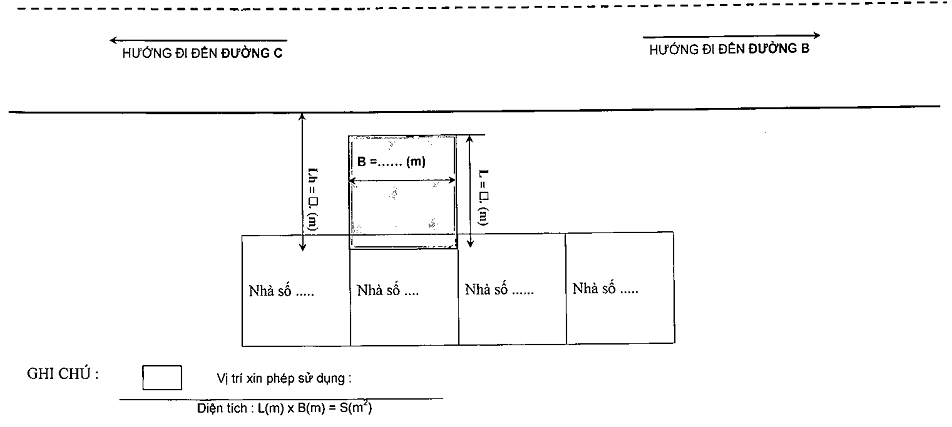 HƯỚNG ĐI ĐẾN ĐƯỜNG C
HƯỚNG ĐI ĐẾN ĐƯỜNG B
B =...... (m)
Lh = □. (m)
L = □. (m)
Nhà số .....
Nhà số ....
Nhà số ......
Nhà số .....
GHI CHÚ :
Vị trí xin phép sử dụng :
Diện tích : L(m) x B(m) = S(m²)